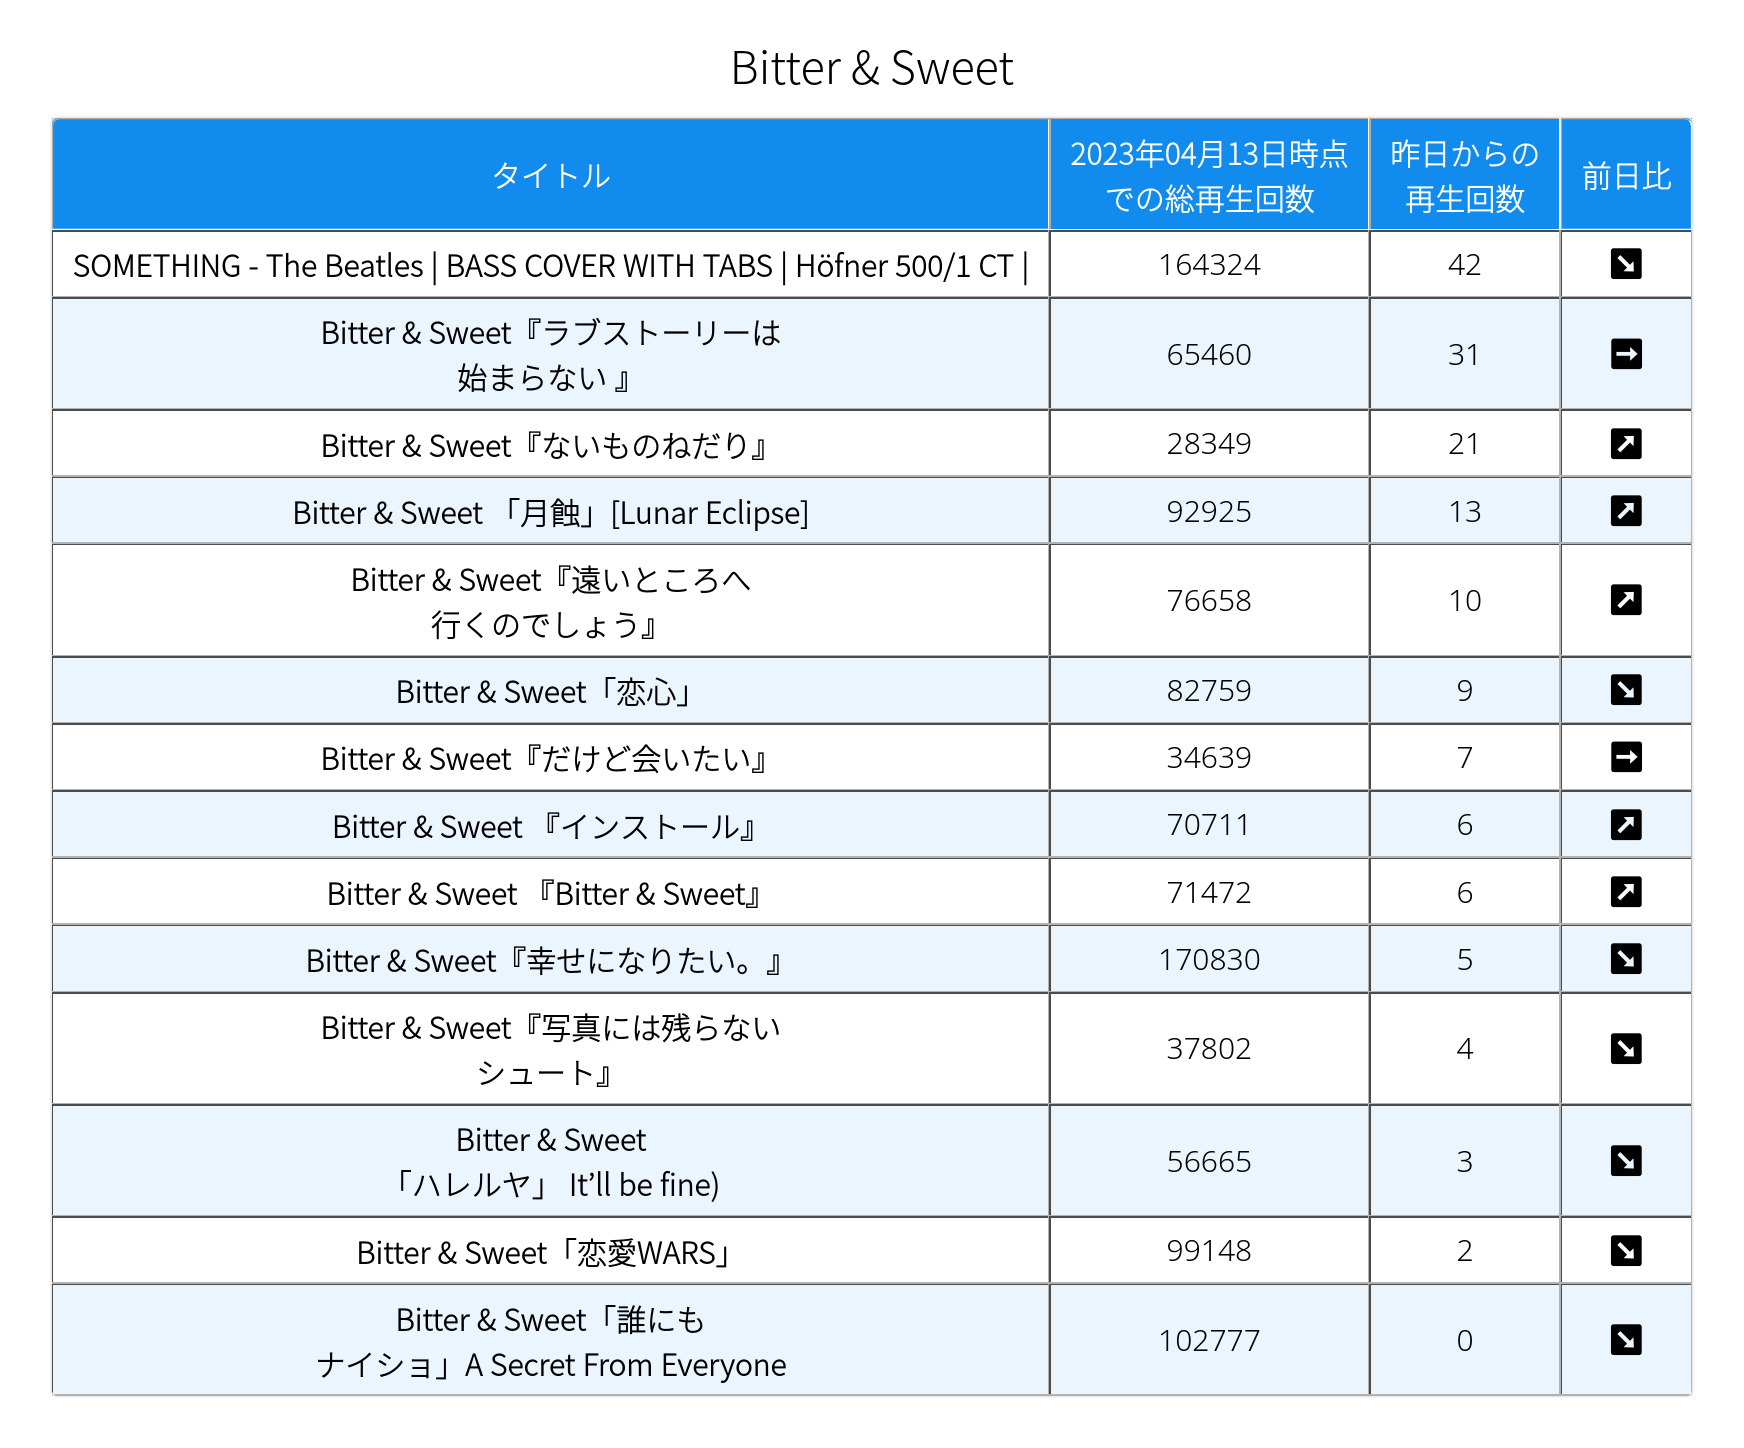 Bitter & Sweet
タイトル
2023年04月13日時点
での総再生回数
昨日からの
再生回数
前日比
SOMETHING - The Beatles | BASS COVER WITH TABS | Höfner 500/1 CT |
164324
42
Bitter & Sweet『ラブストーリーは
始まらない 』
65460
31
Bitter & Sweet『ないものねだり』
28349
21
Bitter & Sweet 「月蝕」[Lunar Eclipse]
92925
13
Bitter & Sweet『遠いところへ
行くのでしょう』
76658
10
Bitter & Sweet「恋心」
82759
9
Bitter & Sweet『だけど会いたい』
34639
7
Bitter & Sweet 『インストール』
70711
6
Bitter & Sweet 『Bitter & Sweet』
71472
6
Bitter & Sweet『幸せになりたい。』
170830
5
Bitter & Sweet『写真には残らない
シュート』
37802
4
Bitter & Sweet
「ハレルヤ」 It’ll be fine)
56665
3
Bitter & Sweet「恋愛WARS」
99148
2
Bitter & Sweet「誰にも
ナイショ」A Secret From Everyone
102777
0